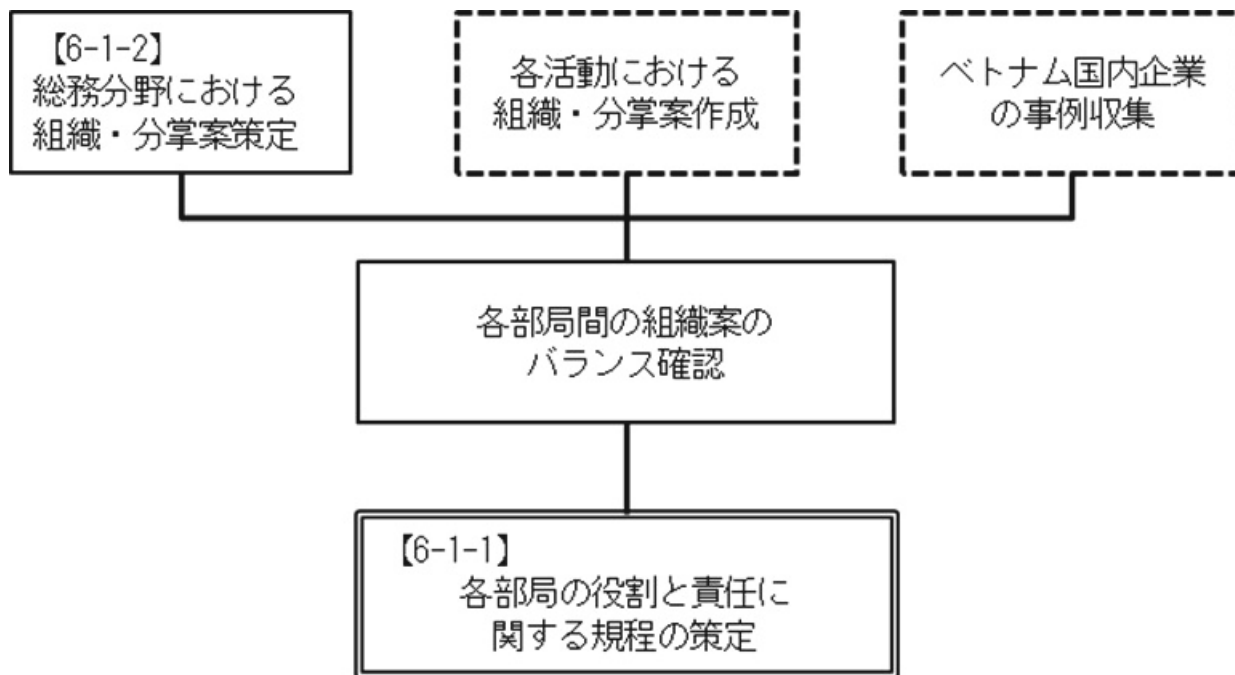 【6-1-2】
総務分野における
組織・分掌案策定
各活動における
組織・分掌案作成
ベトナム国内企業
の事例収集
各部局間の組織案の
バランス確認
【6-1-1】
各部局の役割と責任に
関する規程の策定